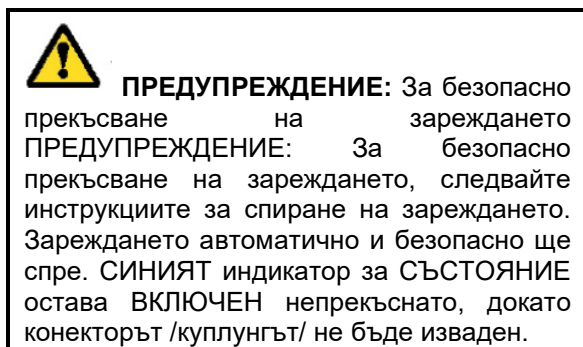 ПРЕДУПРЕЖДЕНИЕ: За безопасно
прекъсване на зареждането
ПРЕДУПРЕЖДЕНИЕ: За безопасно
прекъсване на зареждането, следвайте
инструкциите за спиране на зареждането.
Зареждането автоматично и безопасно ще
спре. СИНИЯТ индикатор за СЪСТОЯНИЕ
остава ВКЛЮЧЕН непрекъснато, докато
конекторът /куплунгът/ не бъде изваден.